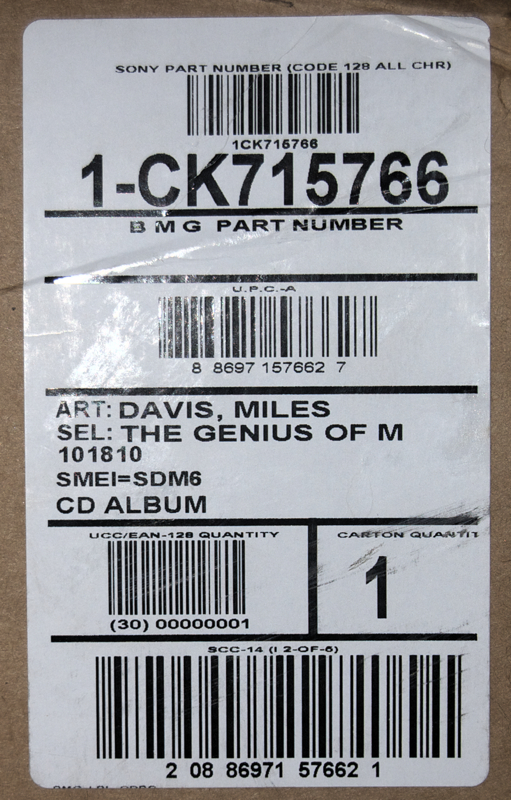 SONY PART NUMBER (CODE 128 ALL CHR)
1CK715766
1-CK715766
BMG PART NUMBER
U.P.C.-A
8 8697 157662 7
ART: DAVIS, MILES
SEL: THE GENIUS OF M
101810
SMEI=SDM6
CD ALBUM
UCC/EAN-128 QUANTITY
(30) 00000001
CARTON QUANTIT
1
SCC-14 (I 2-OF-5)
2 08 86971 57662 1